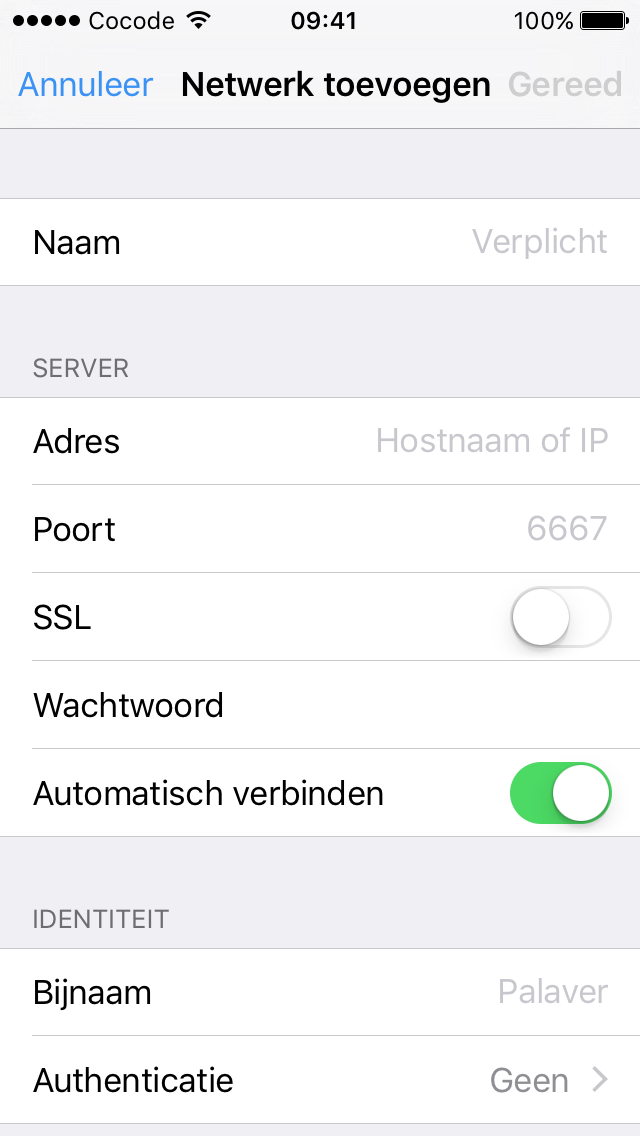 Cocode 09:41 100%
Annuleer Netwerk toevoegen Gereed
Naam Verplicht
SERVER
Adres Hostnaam of IP
Poort 6667
SSL
Wachtwoord
Automatisch verbinden
IDENTITEIT
Bijnaam Palaver
Authenticatie Geen